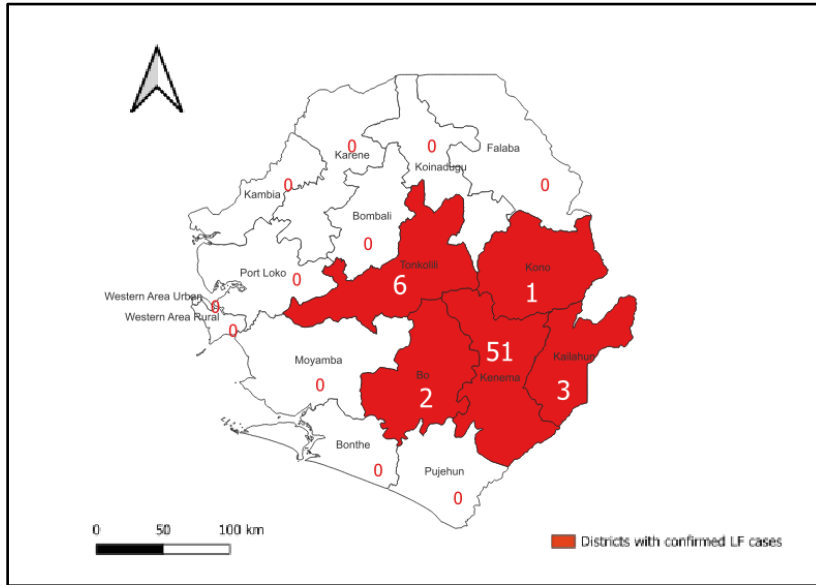 0
Karene
0
Koinadugu
Falaba
0
Kambia
0
Bombali
0
Tonkolili
6
Kono
1
Port Loko
0
Western Area Urban
0
Western Area Rural
0
Moyamba
0
Bo
2
51
Kenema
Kailahun
3
Bonthe
0
Pujehun
0
0 50 100 km
Districts with confirmed LF cases